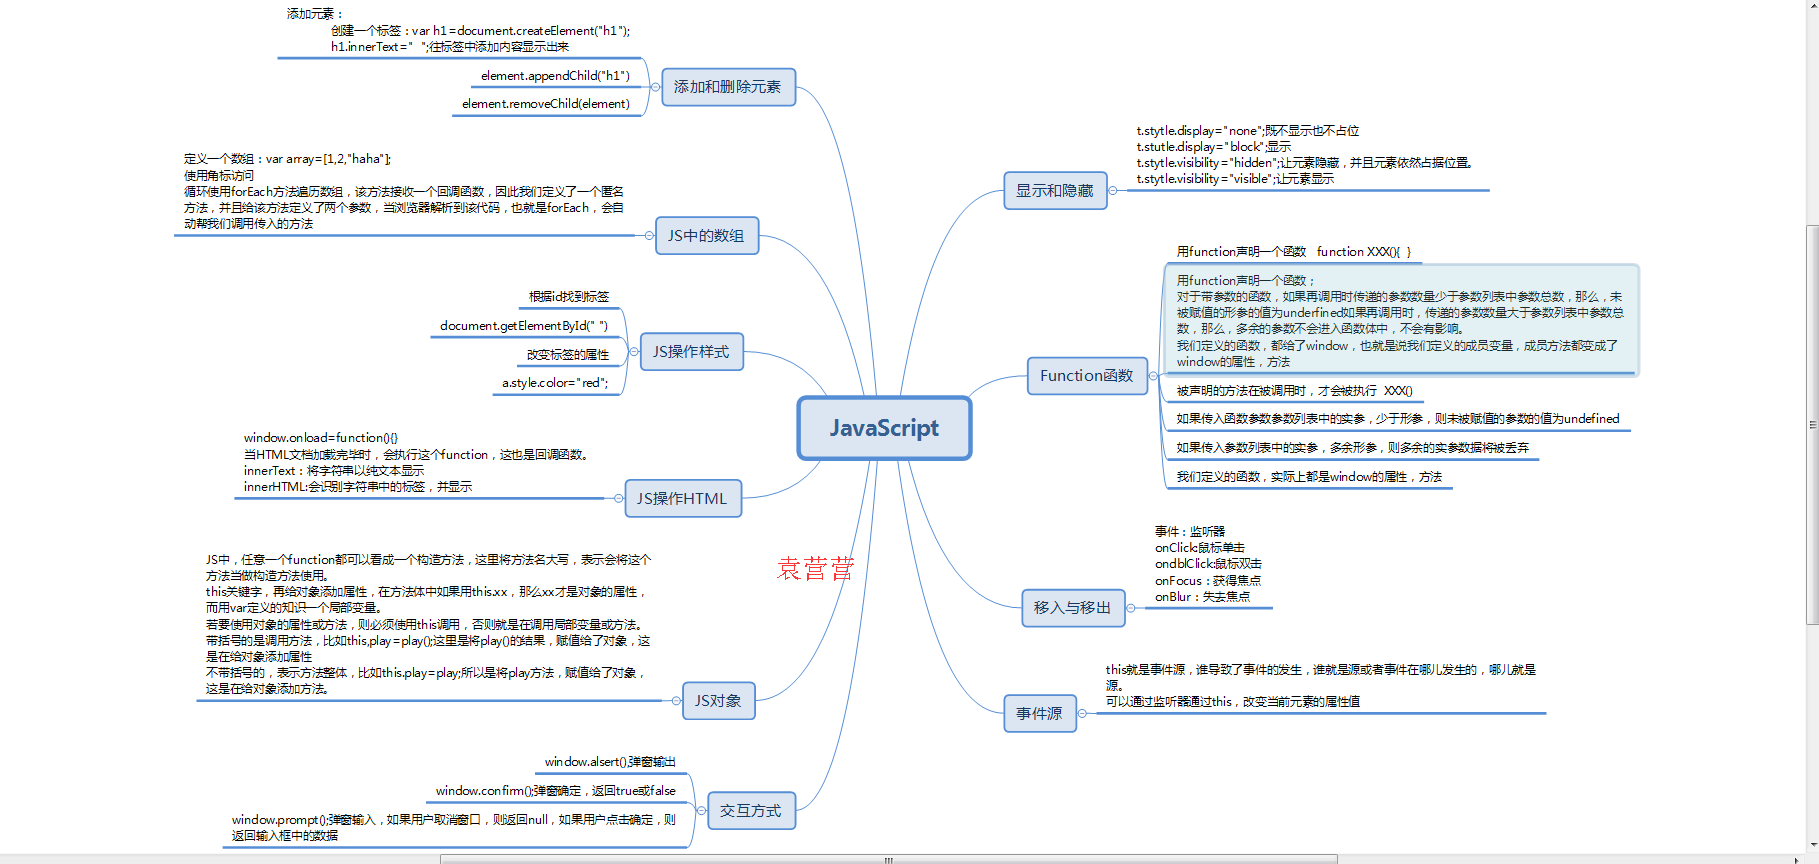 添加元素：
创建一个标签：var h1=document.createElement("h1");
h1.innerText="  ";往标签中添加内容显示出来
element.appendChild("h1")
element.removeChild(element)
添加和删除元素
定义一个数组：var array=[1,2,"haha"];
使用角标访问
循环使用forEach方法遍历数组，该方法接收一个回调函数，因此我们定义了一个匿名
方法，并且给该方法定义了两个参数，当浏览器解析到该代码，也就是forEach，会自
动帮我们调用传入的方法
JS中的数组
根据id找到标签
document.getElementById(" ")
改变标签的属性
a.style.color="red";
JS操作样式
window.onload=function(){}
当HTML文档加载完毕时，会执行这个function，这也是回调函数。
innerText：将字符串以纯文本显示
innerHTML:会识别字符串中的标签，并显示
JS操作HTML
JS中，任意一个function都可以看成一个构造方法，这里将方法名大写，表示会将这个
方法当做构造方法使用。
this关键字，再给对象添加属性，在方法体中如果用this.xx，那么xx才是对象的属性，
而用var定义的知识一个局部变量。
若要使用对象的属性或方法，则必须使用this调用，否则就是在调用局部变量或方法。
带括号的是调用方法，比如this,play=play();这里是将play()的结果，赋值给了对象，这
是在给对象添加属性
不带括号的，表示方法整体，比如this.play=play;所以是将play方法，赋值给了对象，
这是在给对象添加方法。
JS对象
window.alsert(),弹窗输出
window.confirm();弹窗确定，返回true或false
window.prompt();弹窗输入，如果用户取消窗口，则返回null，如果用户点击确定，则
返回输入框中的数据
交互方式
JavaScript
袁营营
t.stytle.display="none";既不显示也不占位
t.stutle.display="block";显示
t.stytle.visibility="hidden";让元素隐藏，并且元素依然占据位置。
t.stytle.visibility="visible";让元素显示
显示和隐藏
用function声明一个函数   function XXX(){  }
用function声明一个函数；
对于带参数的函数，如果再调用时传递的参数数量少于参数列表中参数总数，那么，未
被赋值的形参的值为underfined如果再调用时，传递的参数数量大于参数列表中参数总
数，那么，多余的参数不会进入函数体中，不会有影响。
我们定义的函数，都给了window，也就是说我们定义的成员变量，成员方法都变成了
window的属性，方法
被声明的方法在被调用时，才会被执行  XXX()
如果传入函数参数参数列表中的实参，少于形参，则未被赋值的参数的值为undefined
如果传入参数列表中的实参，多余形参，则多余的实参数据将被丢弃
我们定义的函数，实际上都是window的属性，方法
Function函数
事件：监听器
onClick:鼠标单击
ondblClick:鼠标双击
onFocus：获得焦点
onBlur：失去焦点
移入与移出
this就是事件源，谁导致了事件的发生，谁就是源或者事件在哪儿发生的，哪儿就是
源。
可以通过监听器通过this，改变当前元素的属性值
事件源